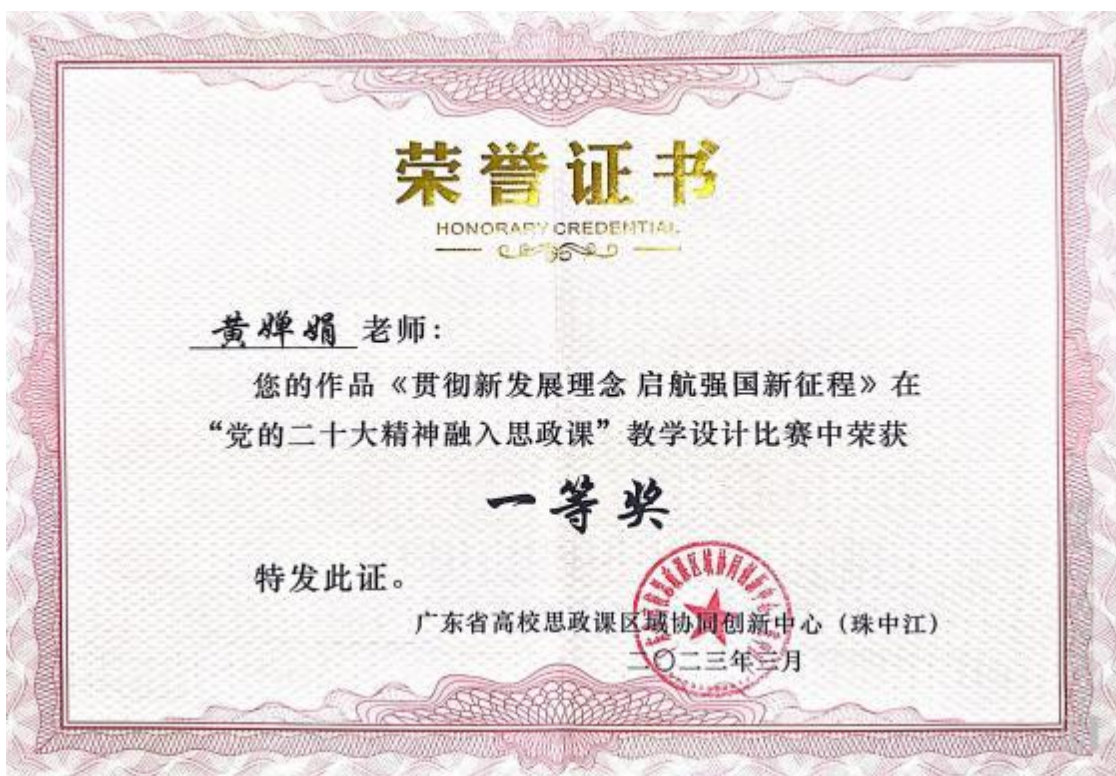 荣誉证书
HONORARY CREDENTIAL
黄婵娟 老师：
您的作品《贯彻新发展理念 启航强国新征程》在
“党的二十大精神融入思政课”教学设计比赛中荣获
一等奖
特发此证。
广东省高校思政课区域协同创新中心（珠中江）
二〇二三年三月